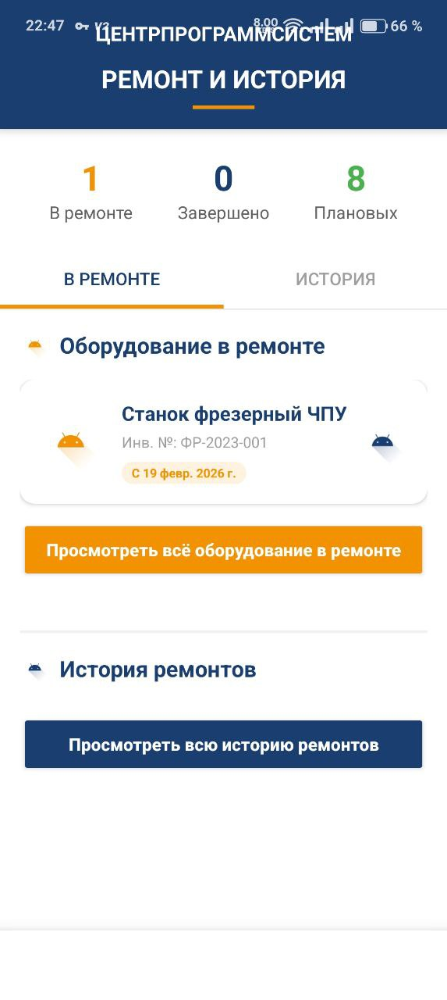 22:47
8.00
66 %
ЦЕНТРПРОГРАММСИСТЕМ
РЕМОНТ И ИСТОРИЯ
1 0 8
В ремонте Завершено Плановых
В РЕМОНТЕ ИСТОРИЯ
Оборудование в ремонте
Станок фрезерный ЧПУ
Инв. №: ФР-2023-001
С 19 февр. 2026 г.
Просмотреть всё оборудование в ремонте
История ремонтов
Просмотреть всю историю ремонтов